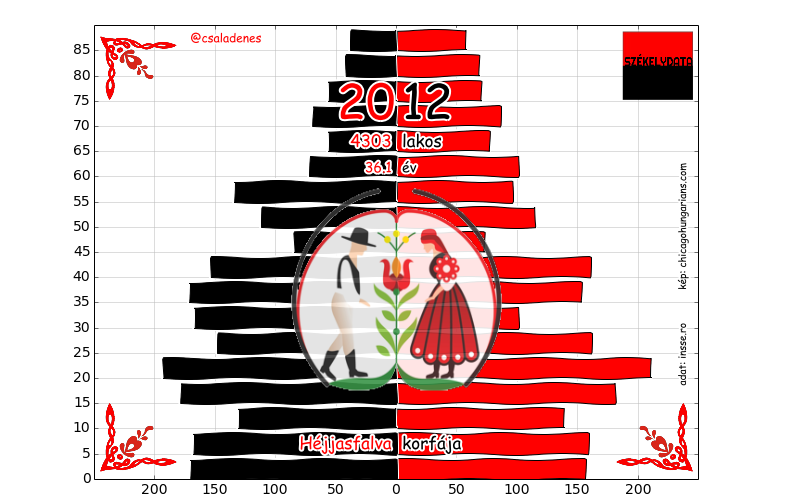 @csaladenes
SZÉKELYDATA
2012
4303 lakos
36.1 év
kép: chicagohungarians.com
adat: insse.ro
Héjjasfalva korfája
85
80
75
70
65
60
55
50
45
40
35
30
25
20
15
10
5
0
200 150 100 50 0 50 100 150 200